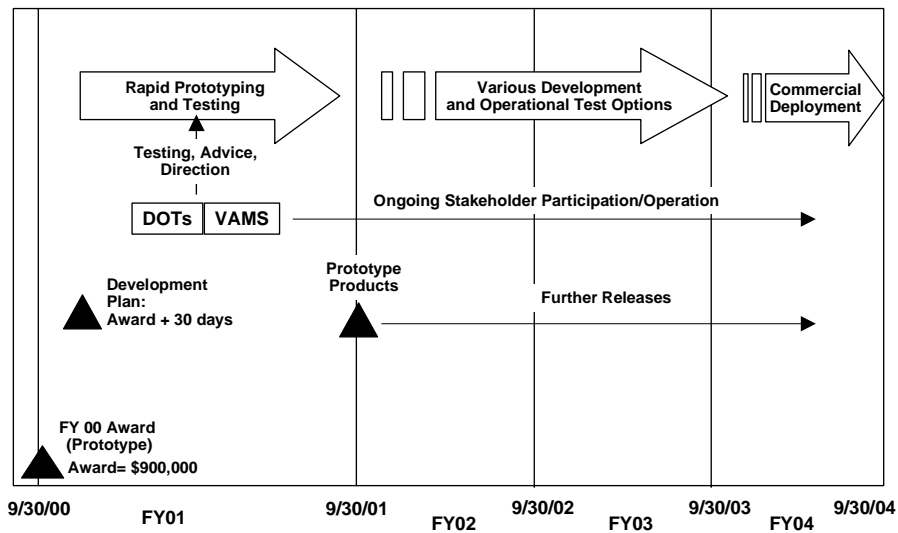 Rapid Prototyping
and Testing
Various Development
and Operational Test Options
Commercial
Deployment
Testing, Advice,
Direction
DOTs
VAMS
Ongoing Stakeholder Participation/Operation
Development
Plan:
Award + 30 days
Prototype
Products
Further Releases
FY 00 Award
(Prototype)
Award= $900,000
9/30/00
FY01
9/30/01
FY02
9/30/02
FY03
9/30/03
FY04
9/30/04